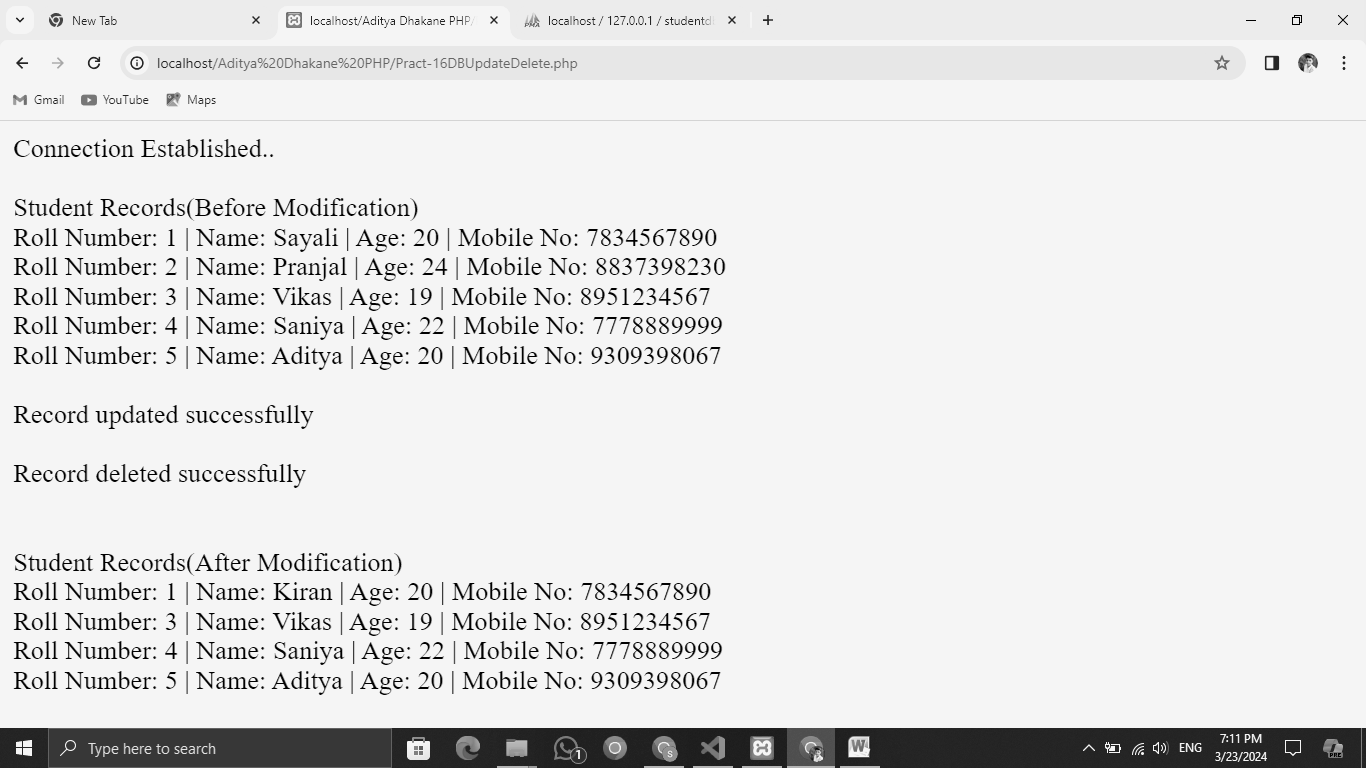 New Tab
localhost/Aditya Dhakane PHP/
localhost / 127.0.0.1 / studentd
localhost/Aditya%20Dhakane%20PHP/Pract-16DBUpdateDelete.php
Gmail
YouTube
Maps
Connection Established..
Student Records(Before Modification)
Roll Number: 1 | Name: Sayali | Age: 20 | Mobile No: 7834567890
Roll Number: 2 | Name: Pranjal | Age: 24 | Mobile No: 8837398230
Roll Number: 3 | Name: Vikas | Age: 19 | Mobile No: 8951234567
Roll Number: 4 | Name: Saniya | Age: 22 | Mobile No: 7778889999
Roll Number: 5 | Name: Aditya | Age: 20 | Mobile No: 9309398067
Record updated successfully
Record deleted successfully
Student Records(After Modification)
Roll Number: 1 | Name: Kiran | Age: 20 | Mobile No: 7834567890
Roll Number: 3 | Name: Vikas | Age: 19 | Mobile No: 8951234567
Roll Number: 4 | Name: Saniya | Age: 22 | Mobile No: 7778889999
Roll Number: 5 | Name: Aditya | Age: 20 | Mobile No: 9309398067
Type here to search
1
S
W
ENG
7:11 PM
3/23/2024
PRE